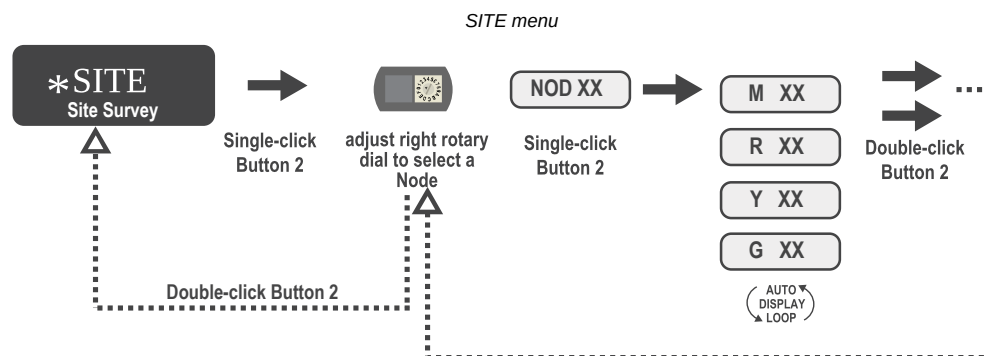 SITE menu
*SITE
Site Survey
Single-click
Button 2
adjust right rotary
dial to select a
Node
NOD XX
Single-click
Button 2
M XX
R XX
Y XX
G XX
AUTO
DISPLAY
LOOP
Double-click
Button 2
...
Double-click Button 2